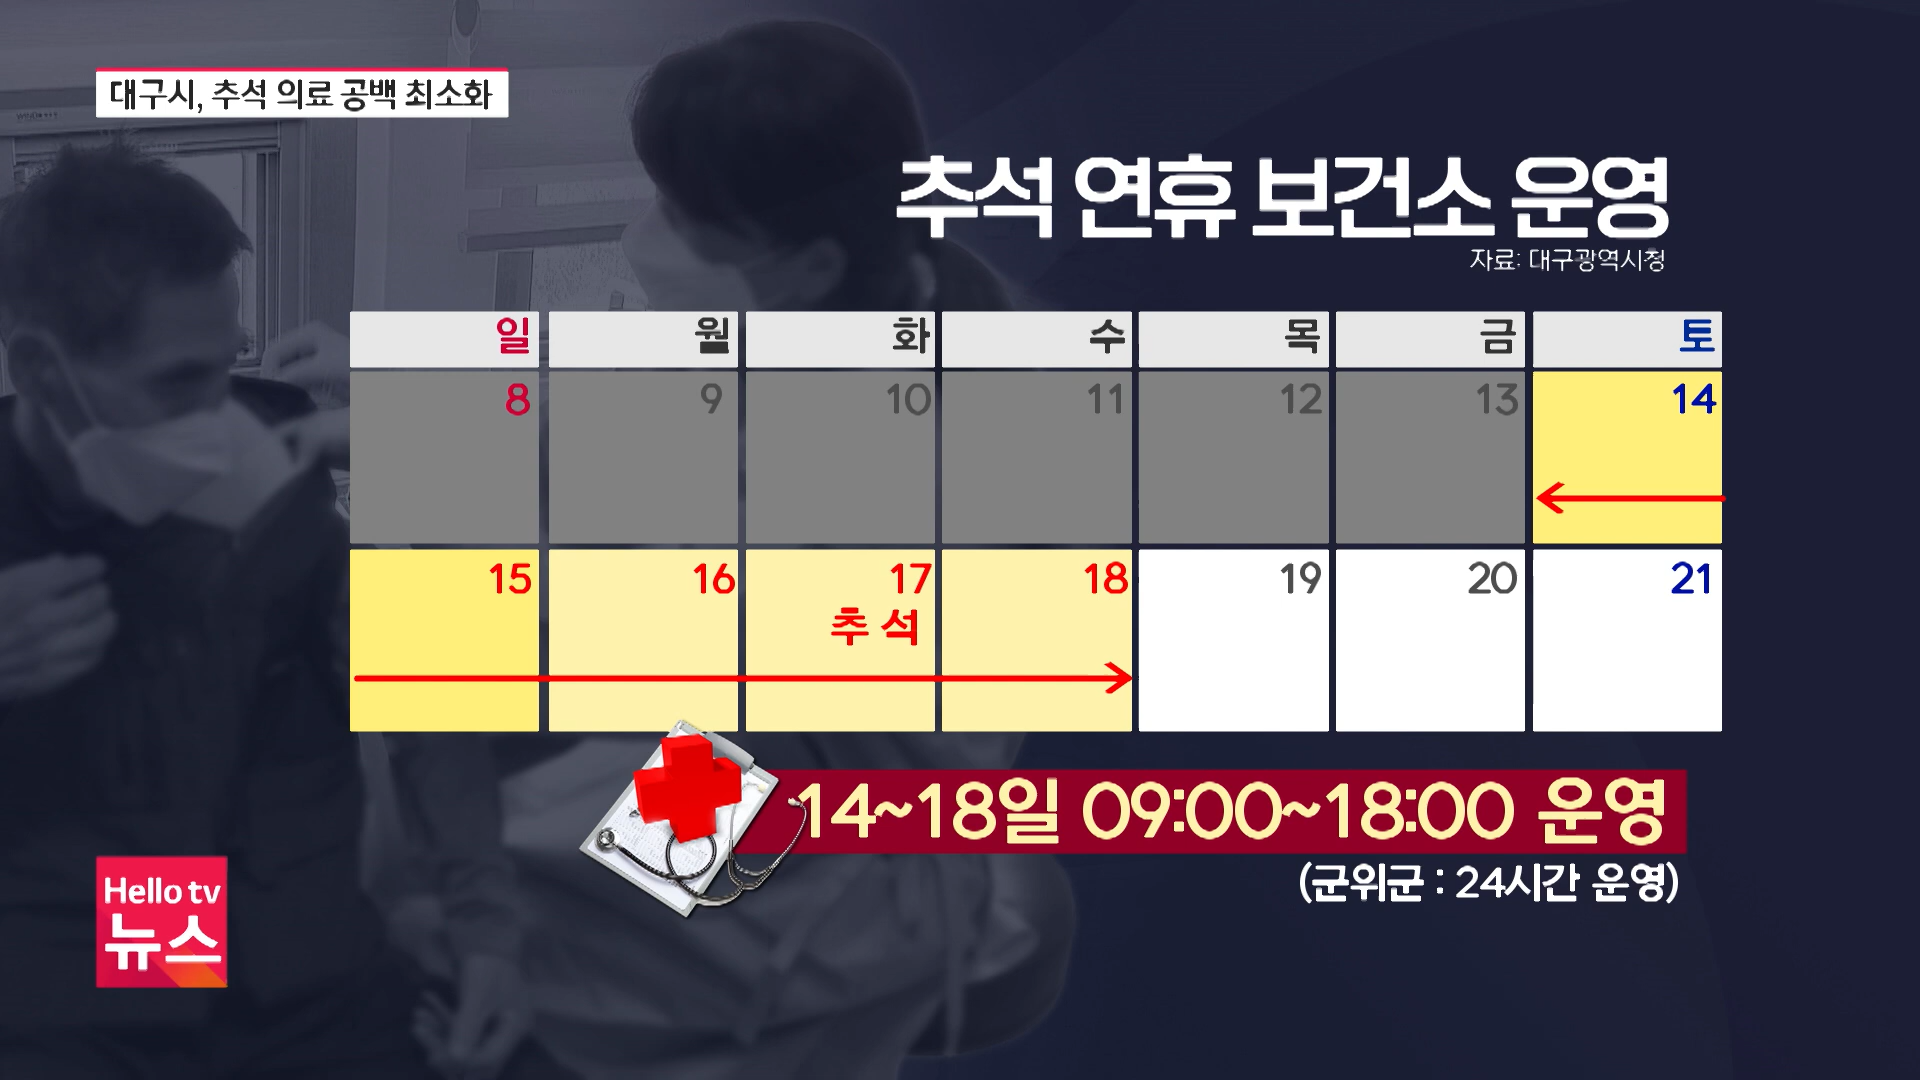 대구시, 추석 의료 공백 최소화
추석 연휴 보건소 운영
자료: 대구광역시청
일 월 화 수 목 금 토
8 9 10 11 12 13 14
15 16 17 18 19 20 21
추석
14~18일 09:00~18:00 운영
(군위군 : 24시간 운영)
Hello tv
뉴스